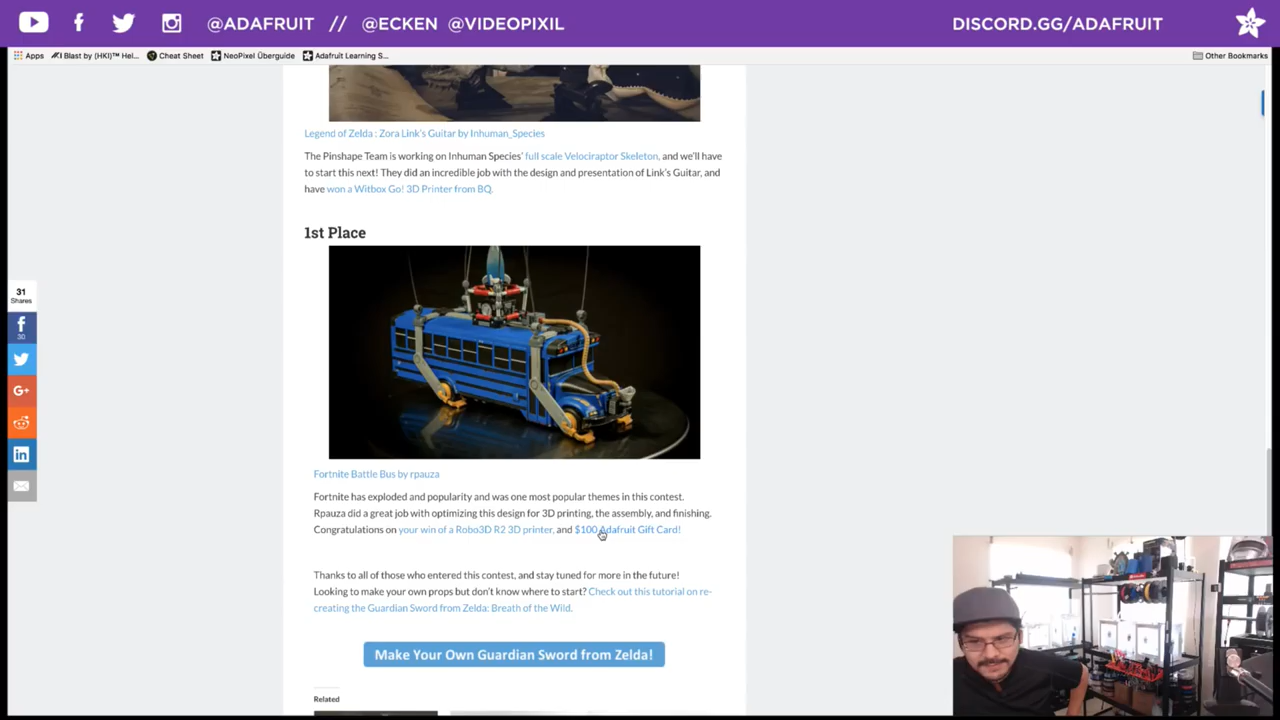 @ADAFRUIT // @ECKEN @VIDEOPIXIL
DISCORD.GG/ADAFRUIT
Apps
Blast by (HKI)™ Hel...
Cheat Sheet
NeoPixel Überguide
Adafruit Learning S...
Other Bookmarks
Legend of Zelda : Zora Link's Guitar by Inhuman_Species
The Pinshape Team is working on Inhuman Species' full scale Velociraptor Skeleton, and we'll have
to start this next! They did an incredible job with the design and presentation of Link's Guitar, and
have won a Witbox Go! 3D Printer from BQ.
1st Place
31
Shares
30
Fortnite Battle Bus by rpauza
Fortnite has exploded and popularity and was one most popular themes in this contest.
Rpauza did a great job with optimizing this design for 3D printing, the assembly, and finishing.
Congratulations on your win of a Robo3D R2 3D printer, and $100 Adafruit Gift Card!
Thanks to all of those who entered this contest, and stay tuned for more in the future!
Looking to make your own props but don't know where to start? Check out this tutorial on re-
creating the Guardian Sword from Zelda: Breath of the Wild.
Make Your Own Guardian Sword from Zelda!
Related